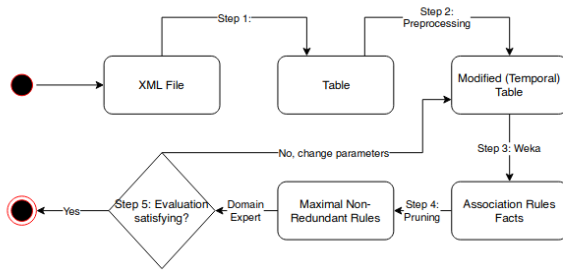 Step 1:
Step 2:
Preprocessing
XML File
Table
Modified (Temporal)
Table
No, change parameters
Step 3: Weka
Yes
Step 5: Evaluation
satisfying?
Domain
Expert
Maximal Non-
Redundant Rules
Step 4:
Pruning
Association Rules
Facts